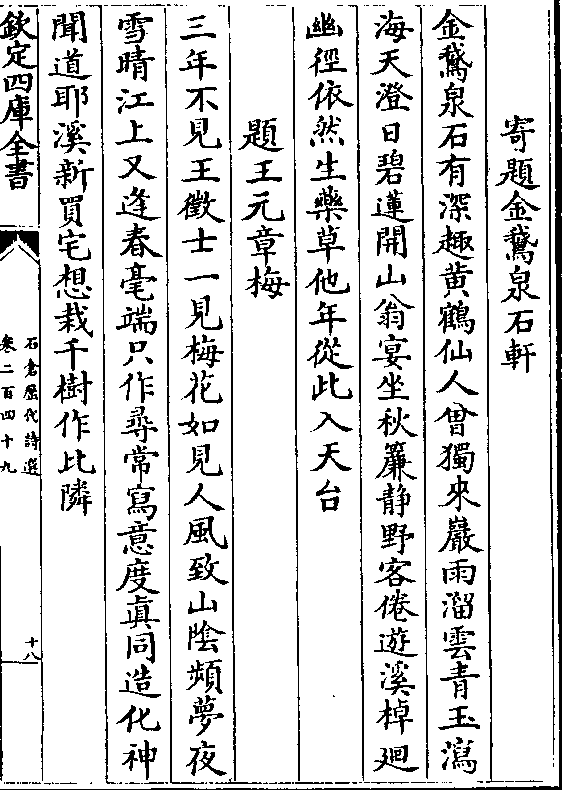 寄題金鵞泉石軒
金鵞泉石有深趣黄鶴仙人曾獨來巖雨溜雲青玉瀉
海天澄日碧蓮開山翁宴坐秋簾静野客倦遊溪棹廻
幽徑依然生藥草他年從此入天台
題王元章梅
三年不見王徵士一見梅花如見人風致山陰頻夢夜
雪晴江上又逢春毫端只作尋常寫意度真同造化神
聞道耶溪新買宅想栽千樹作比隣
欽定四庫全書
石倉歷代詩選
卷二百四十九
十八